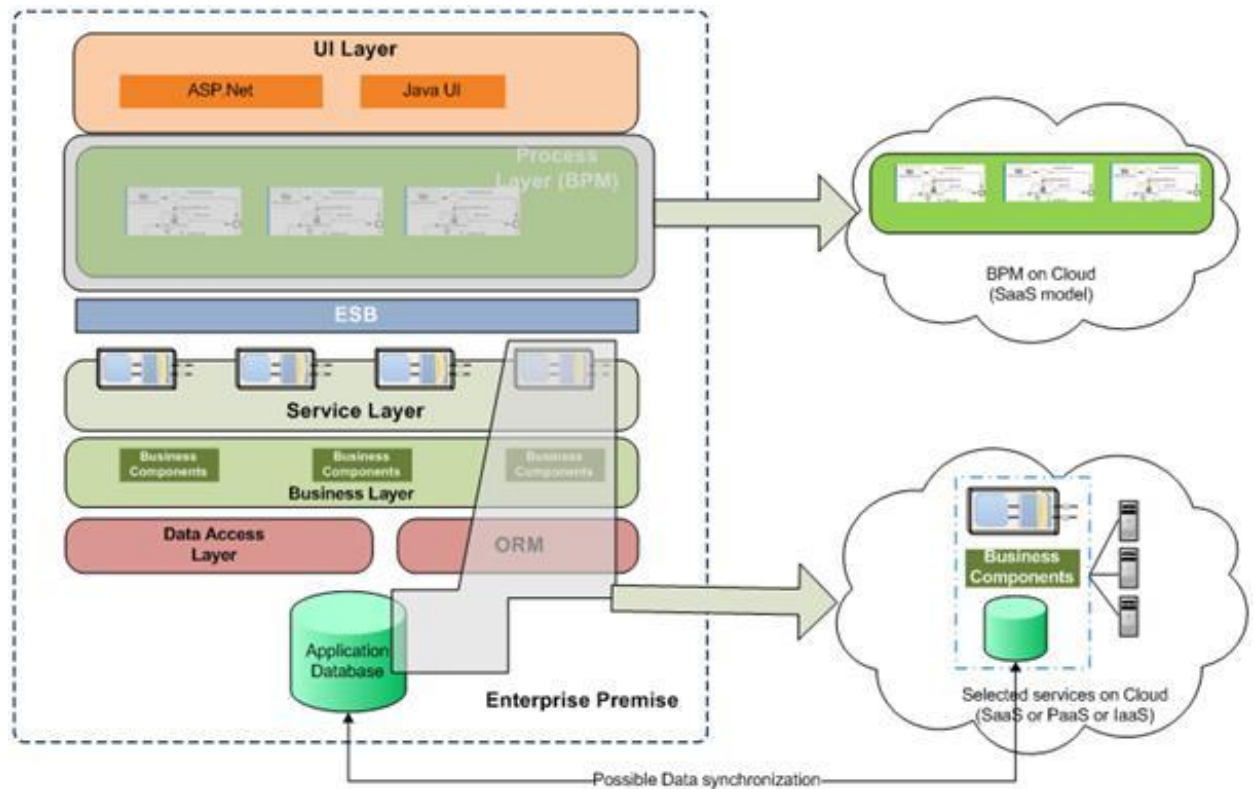 UI Layer
ASP.Net
Java UI
Process
Layer (BPM)
ESB
Service Layer
Business
Components
Business
Components
Business
Components
Business Layer
Data Access
Layer
ORM
Application
Database
Enterprise Premise
BPM on Cloud
(SaaS model)
Business
Components
Selected services on Cloud
(SaaS or PaaS or IaaS)
Possible Data synchronization